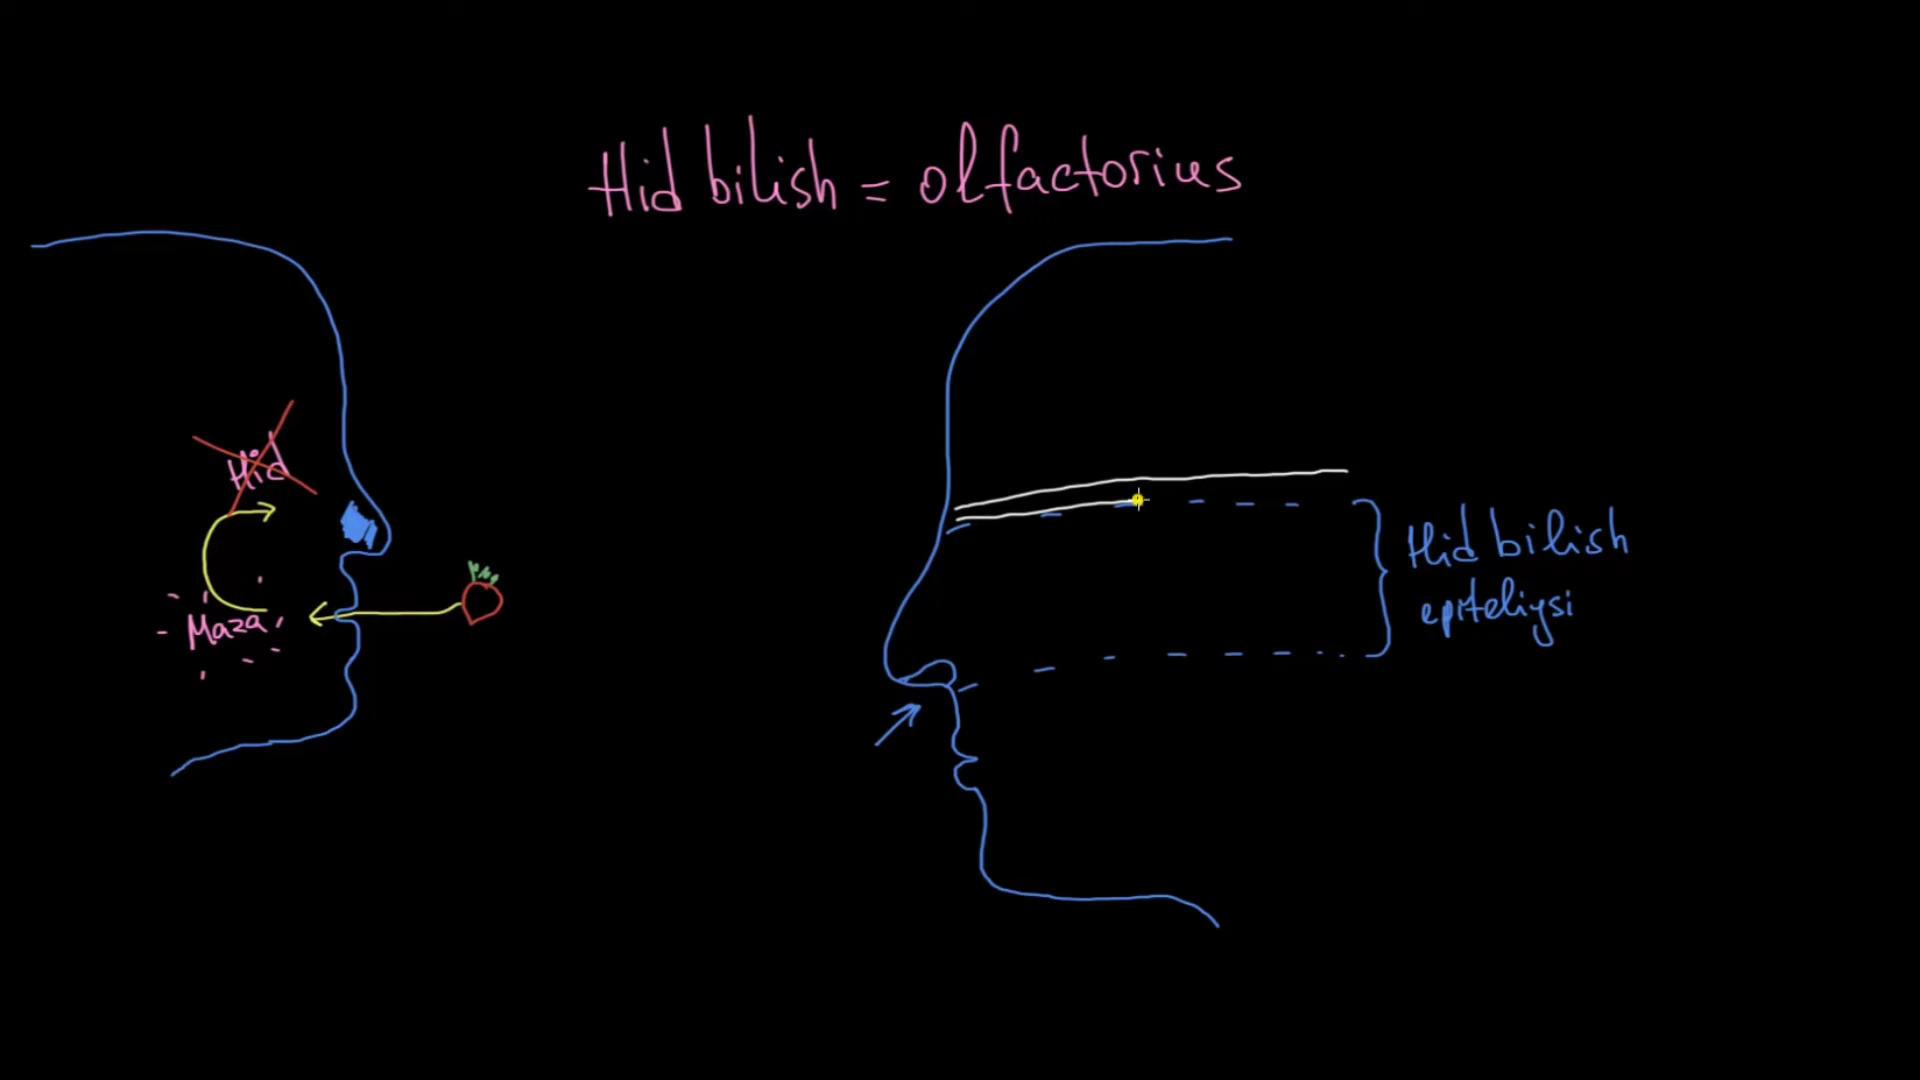 Hid bilish = olfactorius
Hid
Maza
Hid bilish
epiteliysi